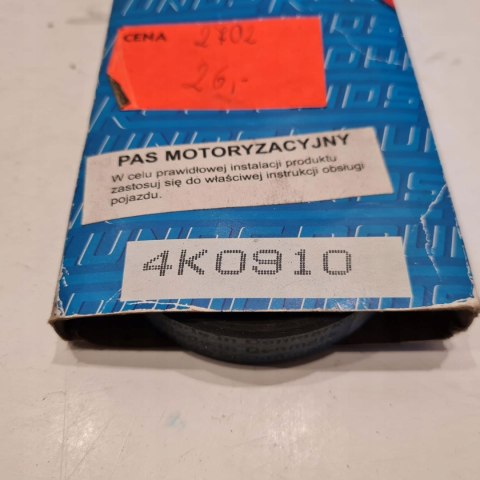 CENA 2702
26,-
PAS MOTORYZACYJNY
W celu prawidłowej instalacji produktu
zastosuj się do właściwej instrukcji obsługi
pojazdu.
4K0910